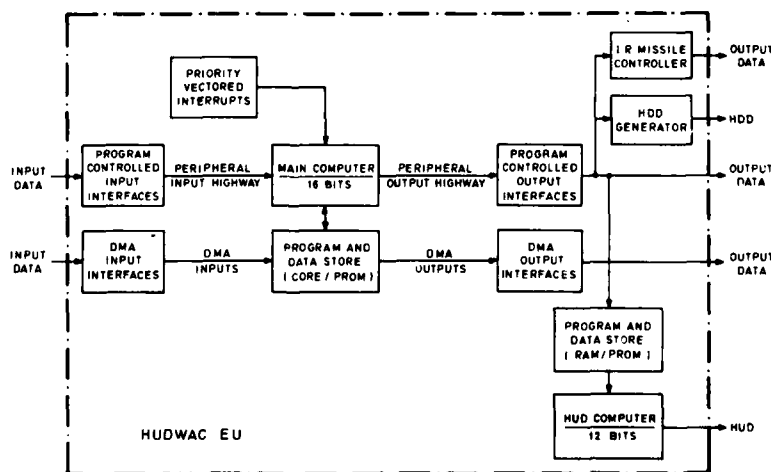 I R MISSILE
CONTROLLER
OUTPUT
DATA
PRIORITY
VECTORED
INTERRUPTS
HDD
GENERATOR
HDD
INPUT
DATA
PROGRAM
CONTROLLED
INPUT
INTERFACES
PERIPHERAL
INPUT HIGHWAY
MAIN COMPUTER
16 BITS
PERIPHERAL
OUTPUT HIGHWAY
PROGRAM
CONTROLLED
OUTPUT
INTERFACES
OUTPUT
DATA
INPUT
DATA
DMA
INPUT
INTERFACES
DMA
INPUTS
PROGRAM AND
DATA STORE
( CORE / PROM )
DMA
OUTPUTS
DMA
OUTPUT
INTERFACES
OUTPUT
DATA
PROGRAM AND
DATA STORE
( RAM/PROM )
HUD COMPUTER
12 BITS
HUD
HUDWAC EU